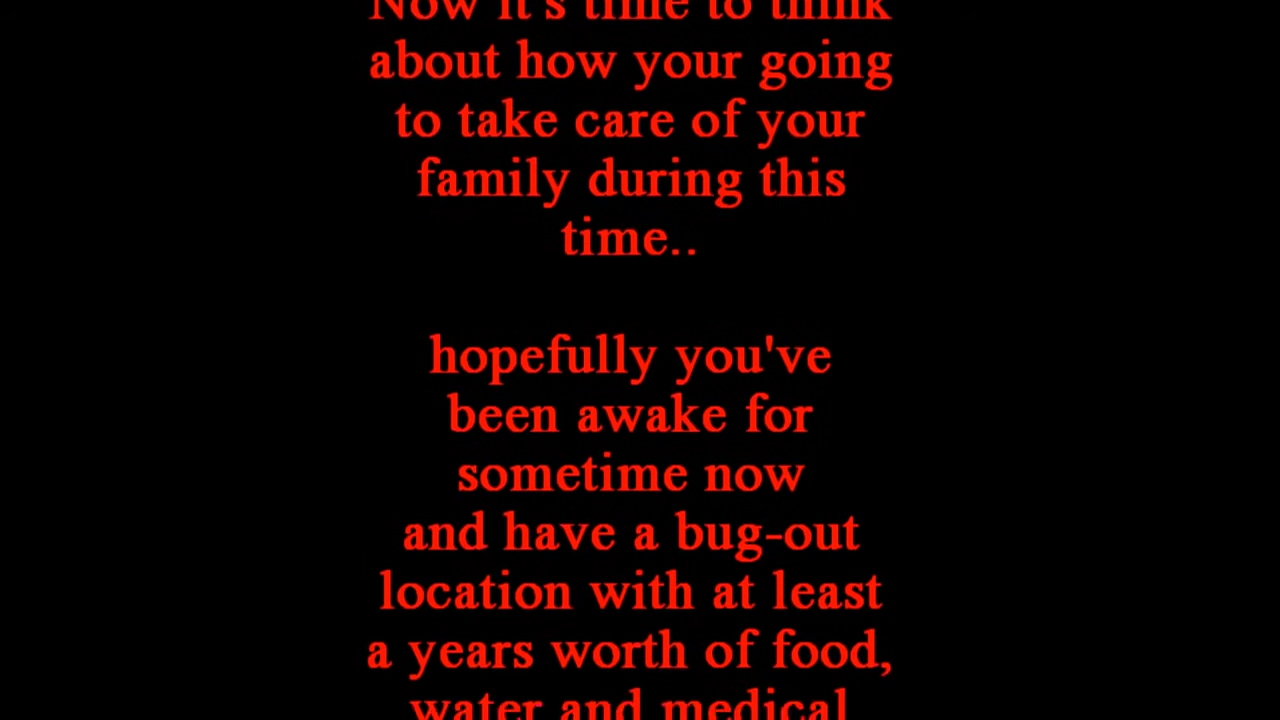 Now it's time to think
about how your going
to take care of your
family during this
time..
hopefully you've
been awake for
sometime now
and have a bug-out
location with at least
a years worth of food,
water and medical